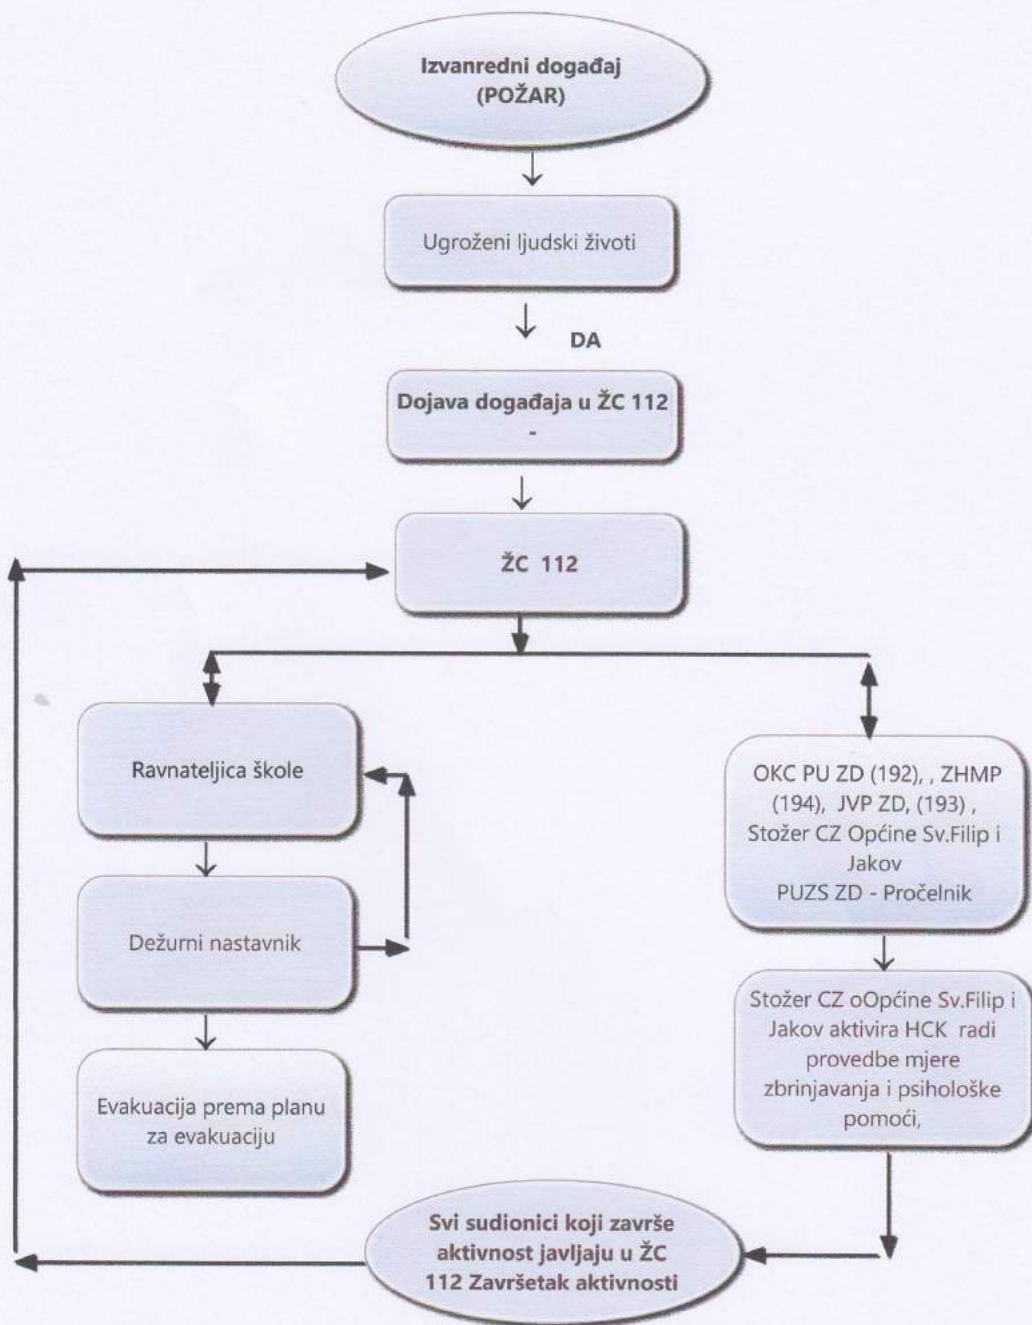 Izvanredni događaj
(POŽAR)
Ugroženi ljudski životi
DA
Dojava događaja u ŽC 112
-
ŽC 112
Ravnateljica škole
Dežurni nastavnik
Evakuacija prema planu
za evakuaciju
OKC PU ZD (192), , ZHMP
(194), JVP ZD, (193) ,
Stožer CZ Općine Sv.Filip i
Jakov
PUZS ZD - Pročelnik
Stožer CZ oOpćine Sv.Filip i
Jakov aktivira HCK radi
provedbe mjere
zbrinjavanja i psihološke
pomoći,
Svi sudionici koji završe
aktivnost javljaju u ŽC
112 Završetak aktivnosti